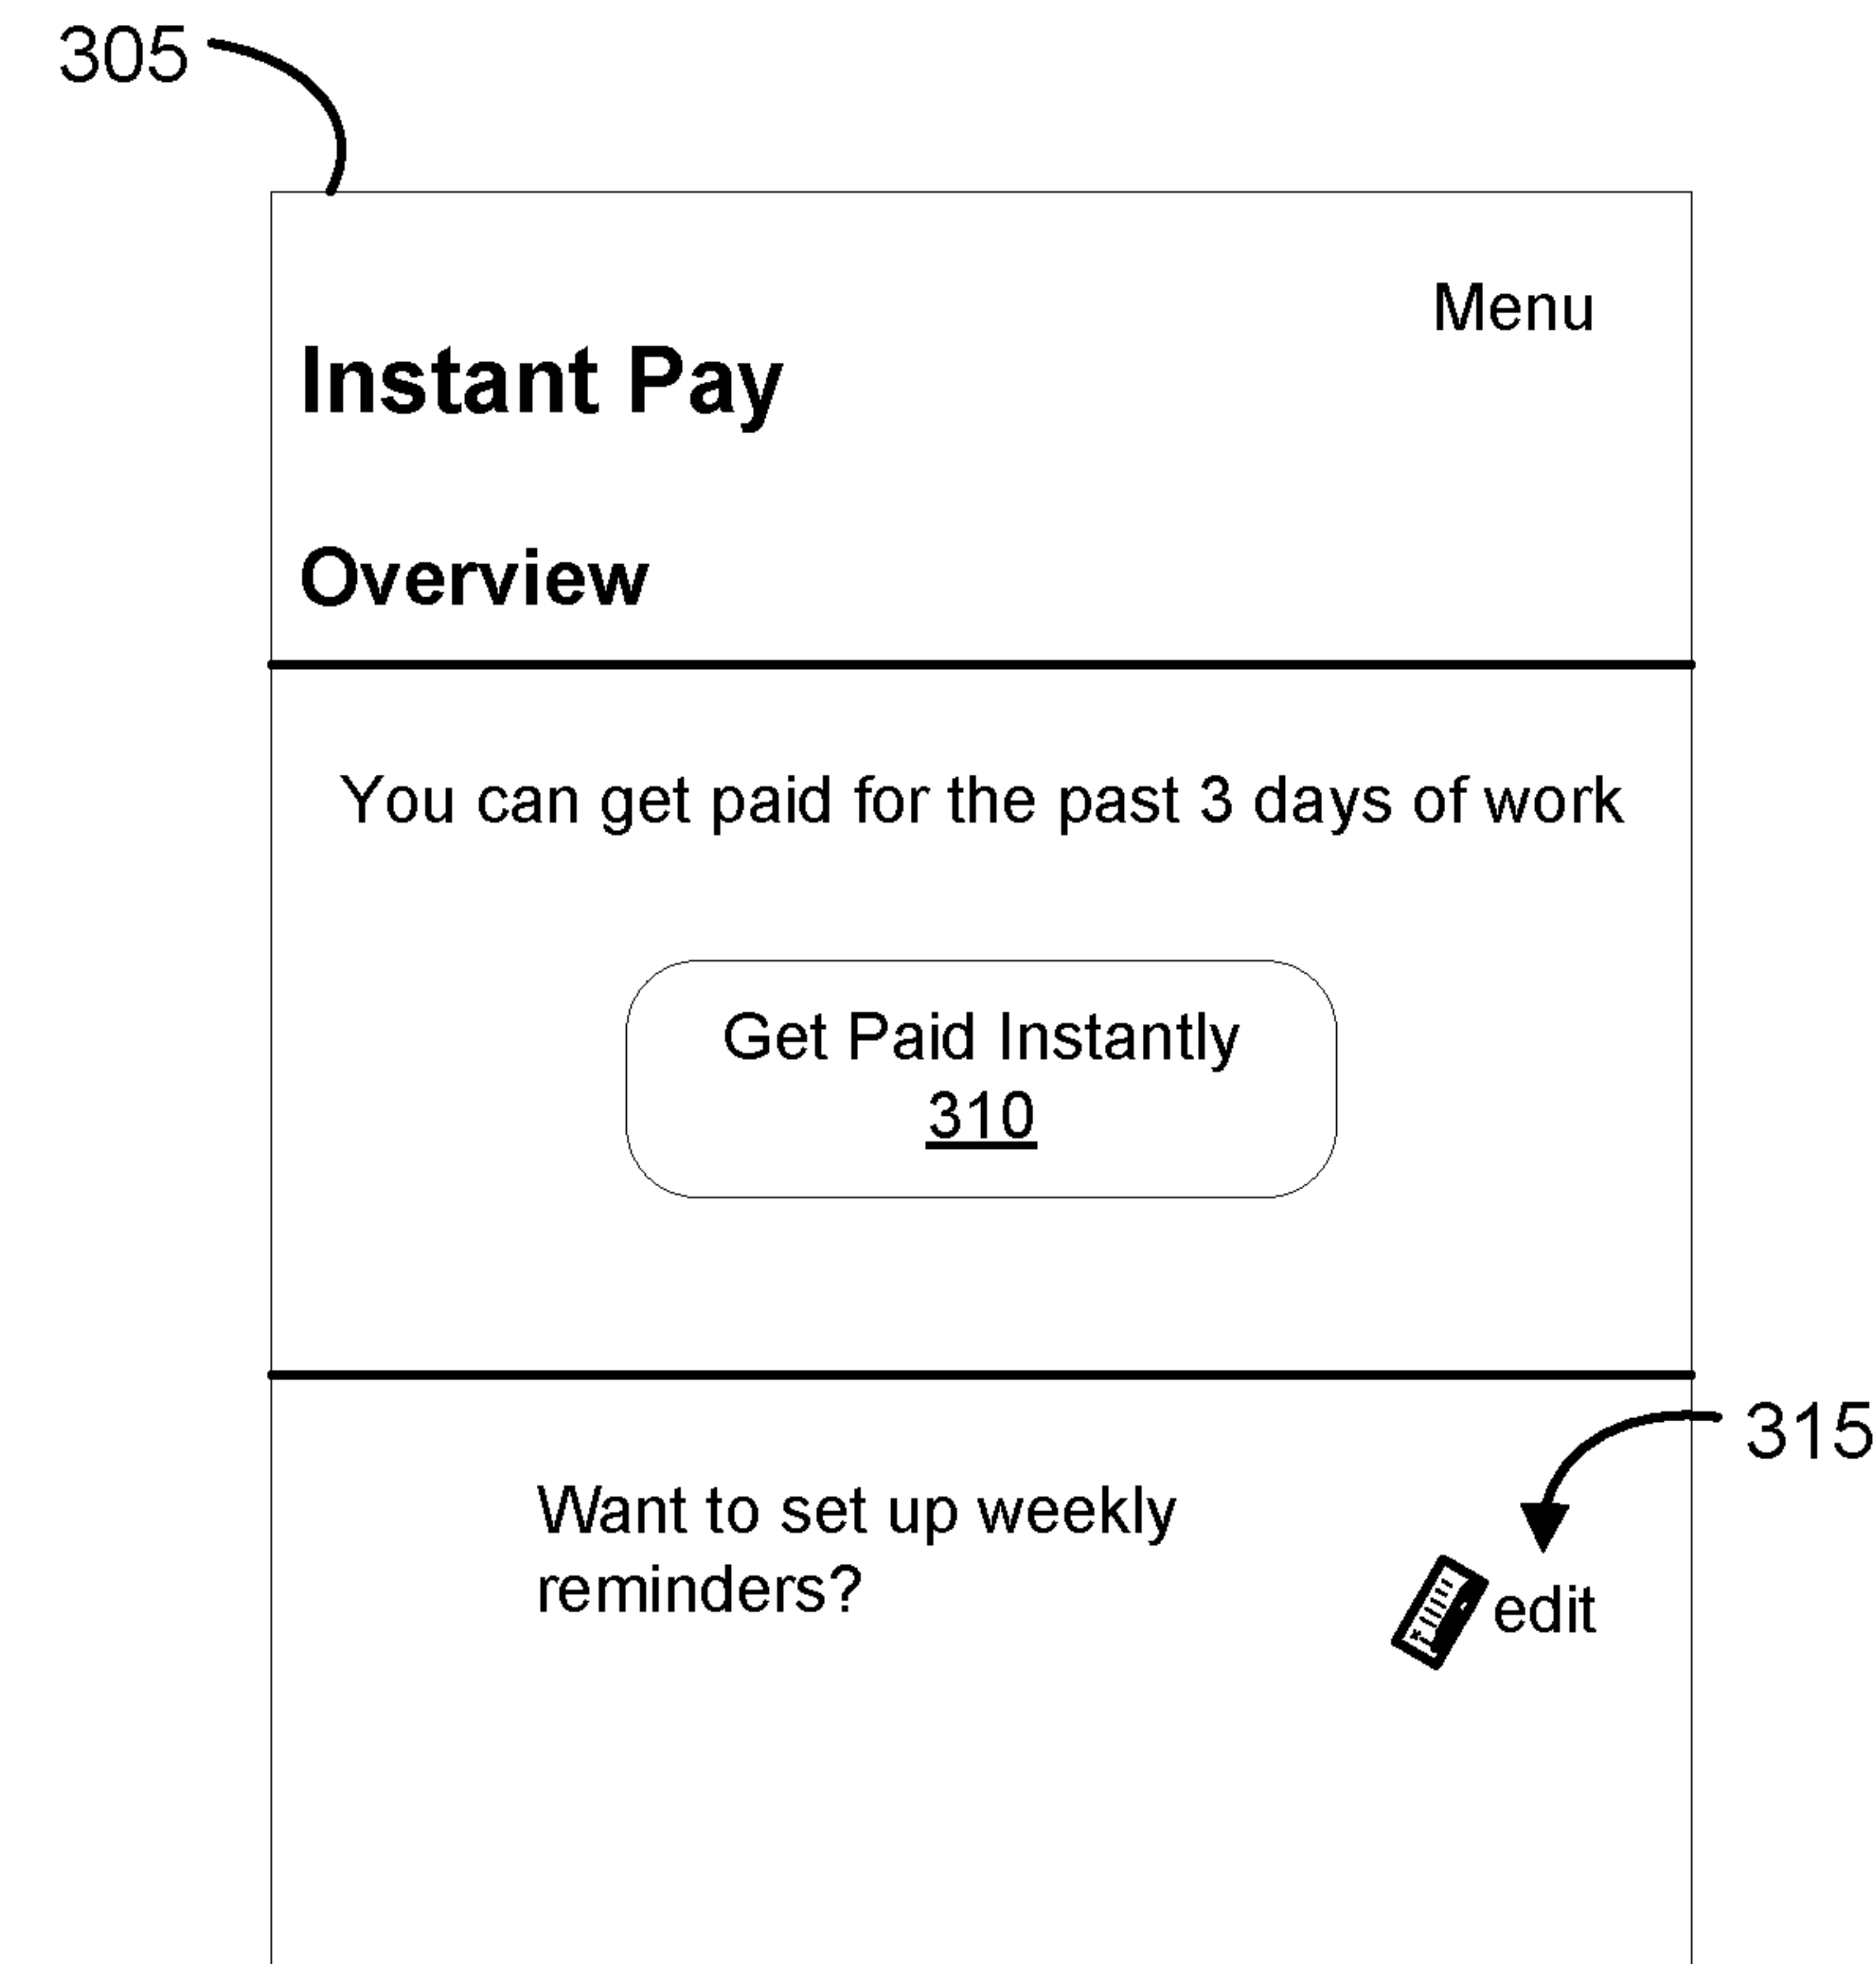 305
Menu
Instant Pay
Overview
You can get paid for the past 3 days of work
Get Paid Instantly
310
315
Want to set up weekly
reminders?
edit